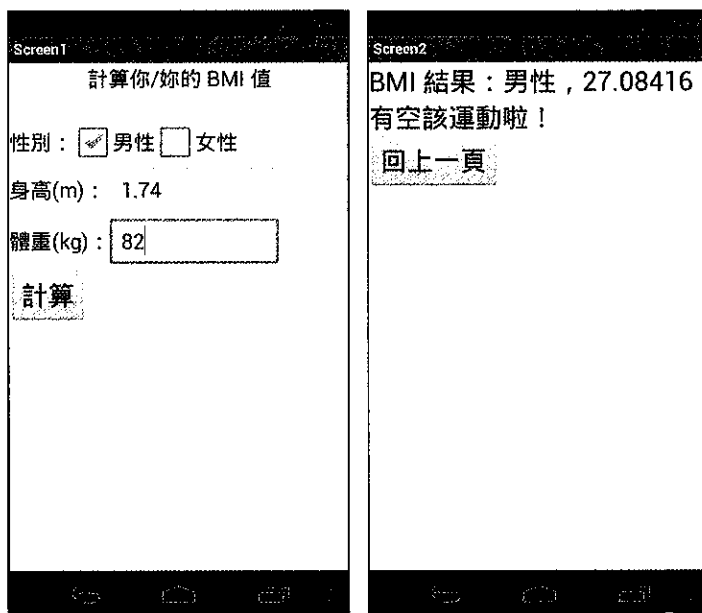 Screen1
計算你/妳的 BMI 值
性別：男性 女性
身高(m)： 1.74
體重(kg)：82
計算
Screen2
BMI 結果：男性，27.08416
有空該運動啦！
回上一頁